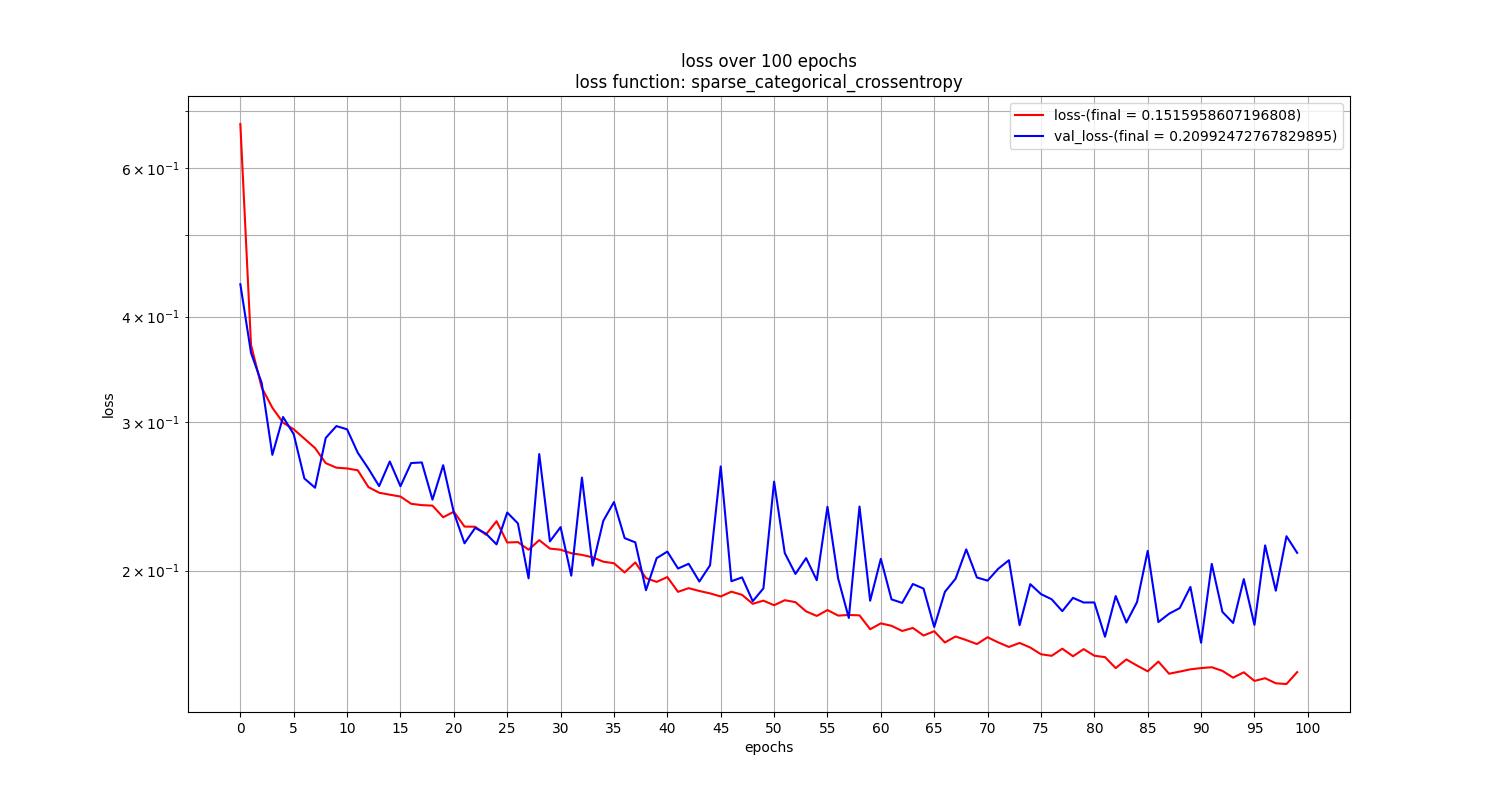 loss over 100 epochs
loss function: sparse_categorical_crossentropy
loss-(final = 0.1515958607196808)
val_loss-(final = 0.20992472767829895)
6 × 10⁻¹
4 × 10⁻¹
3 × 10⁻¹
2 × 10⁻¹
loss
0 5 10 15 20 25 30 35 40 45 50 55 60 65 70 75 80 85 90 95 100
epochs